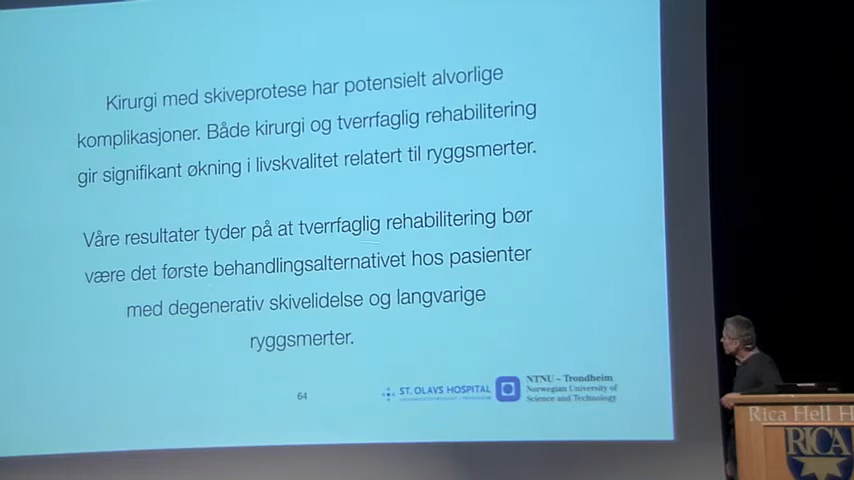 Kirurgi med skiveprotese har potensielt alvorlige
komplikasjoner. Både kirurgi og tverrfaglig rehabilitering
gir signifikant økning i livskvalitet relatert til ryggsmerter.
Våre resultater tyder på at tverrfaglig rehabilitering bør
være det første behandlingsalternativet hos pasienter
med degenerativ skivelidelse og langvarige
ryggsmerter.
64
ST. OLAVS HOSPITAL
NTNU – Trondheim
Norwegian University of
Science and Technology
Rica Hell H
RICA